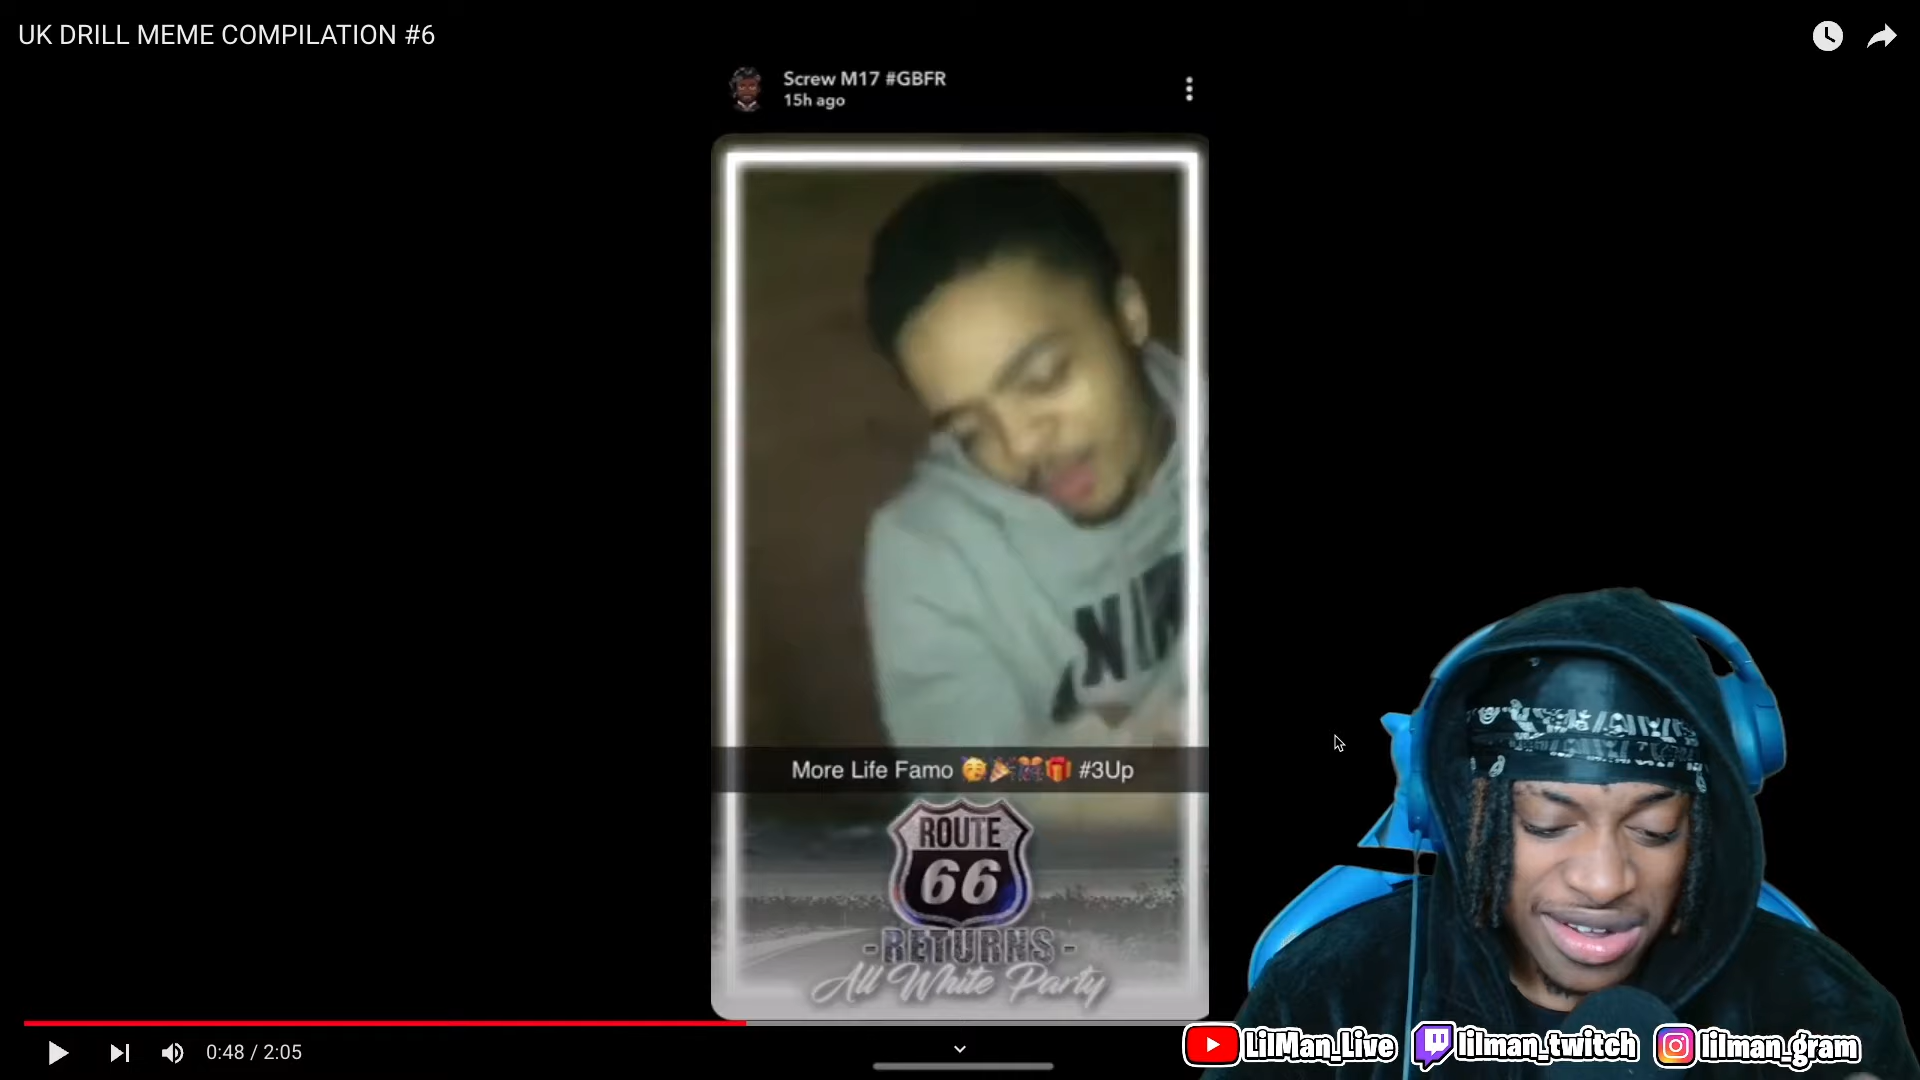 UK DRILL MEME COMPILATION #6
Screw M17 #GBFR
15h ago
More Life Famo 🥳🎉🎊🎁 #3Up
ROUTE
66
-RETURNS-
All White Party
0:48 / 2:05
LilMan_Live
lilman_twitch
lilman_gram